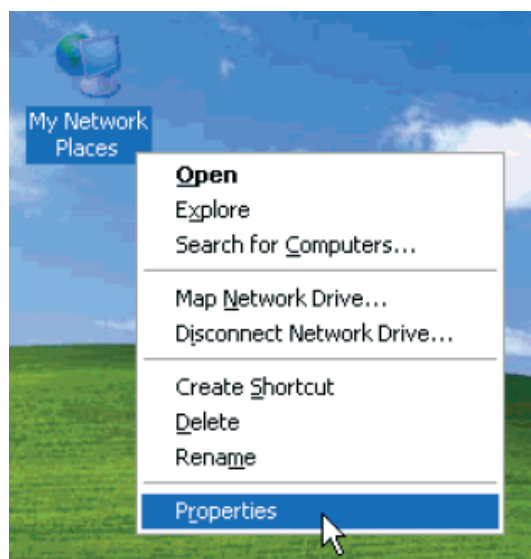 My Network
Places
Open
Explore
Search for Computers...
Map Network Drive...
Disconnect Network Drive...
Create Shortcut
Delete
Rename
Properties